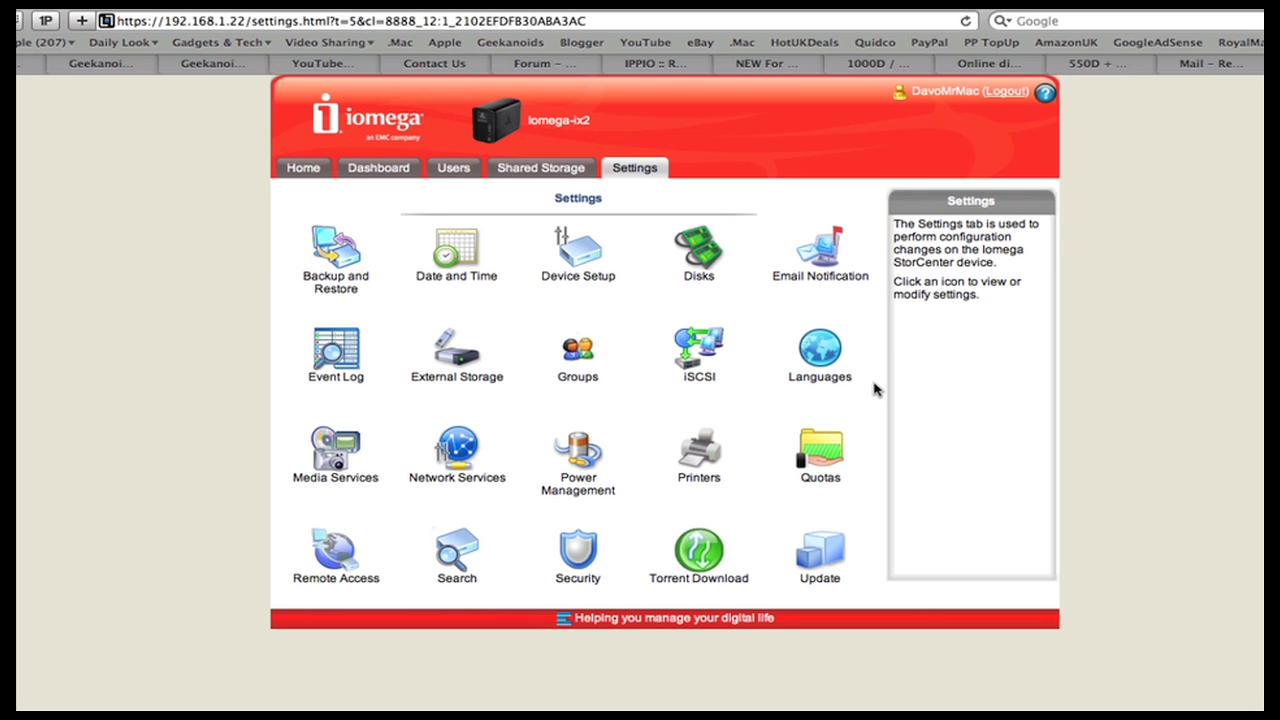 1P + https://192.168.1.22/settings.html?t=5&cl=8888_12:1_2102EFDFB30ABA3AC Google
ple (207) Daily Look Gadgets & Tech Video Sharing .Mac Apple Geekanoids Blogger YouTube eBay .Mac HotUKDeals Quidco PayPal PP TopUp AmazonUK GoogleAdSense RoyalMa
... Geekanoi... Geekanoi... YouTube... Contact Us Forum – ... IPPIO :: R... NEW For ... 1000D / ... Online di... 550D + ... Mail – Re...
DavoMrMac (Logout) ?
iomega
an EMC company
Iomega-ix2
Home Dashboard Users Shared Storage Settings
Settings
Backup and Restore
Date and Time
Device Setup
Disks
Email Notification
Event Log
External Storage
Groups
iSCSI
Languages
Media Services
Network Services
Power Management
Printers
Quotas
Remote Access
Search
Security
Torrent Download
Update
Settings
The Settings tab is used to
perform configuration
changes on the Iomega
StorCenter device.
Click an icon to view or
modify settings.
Helping you manage your digital life